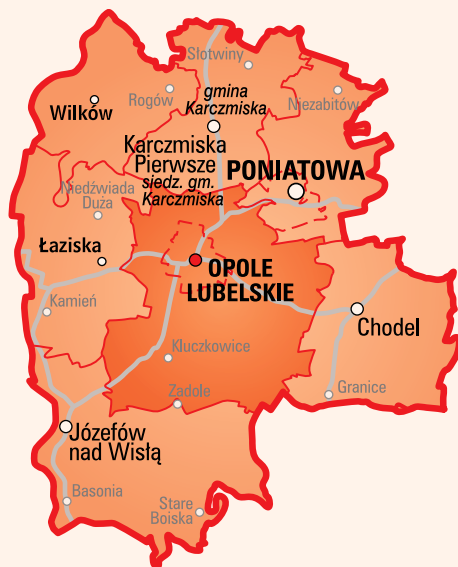 Słotwiny
Rogów
gmina
Karczmiska
Niezabitów
Wilków
Karczmiska
Pierwsze
siedz. gm.
Karczmiska
PONIATOWA
Niedźwiada
Duża
Łaziska
OPOLE
LUBELSKIE
Kamień
Chodel
Kluczkowice
Zadole
Granice
Józefów
nad Wisłą
Basonia
Stare
Boiska